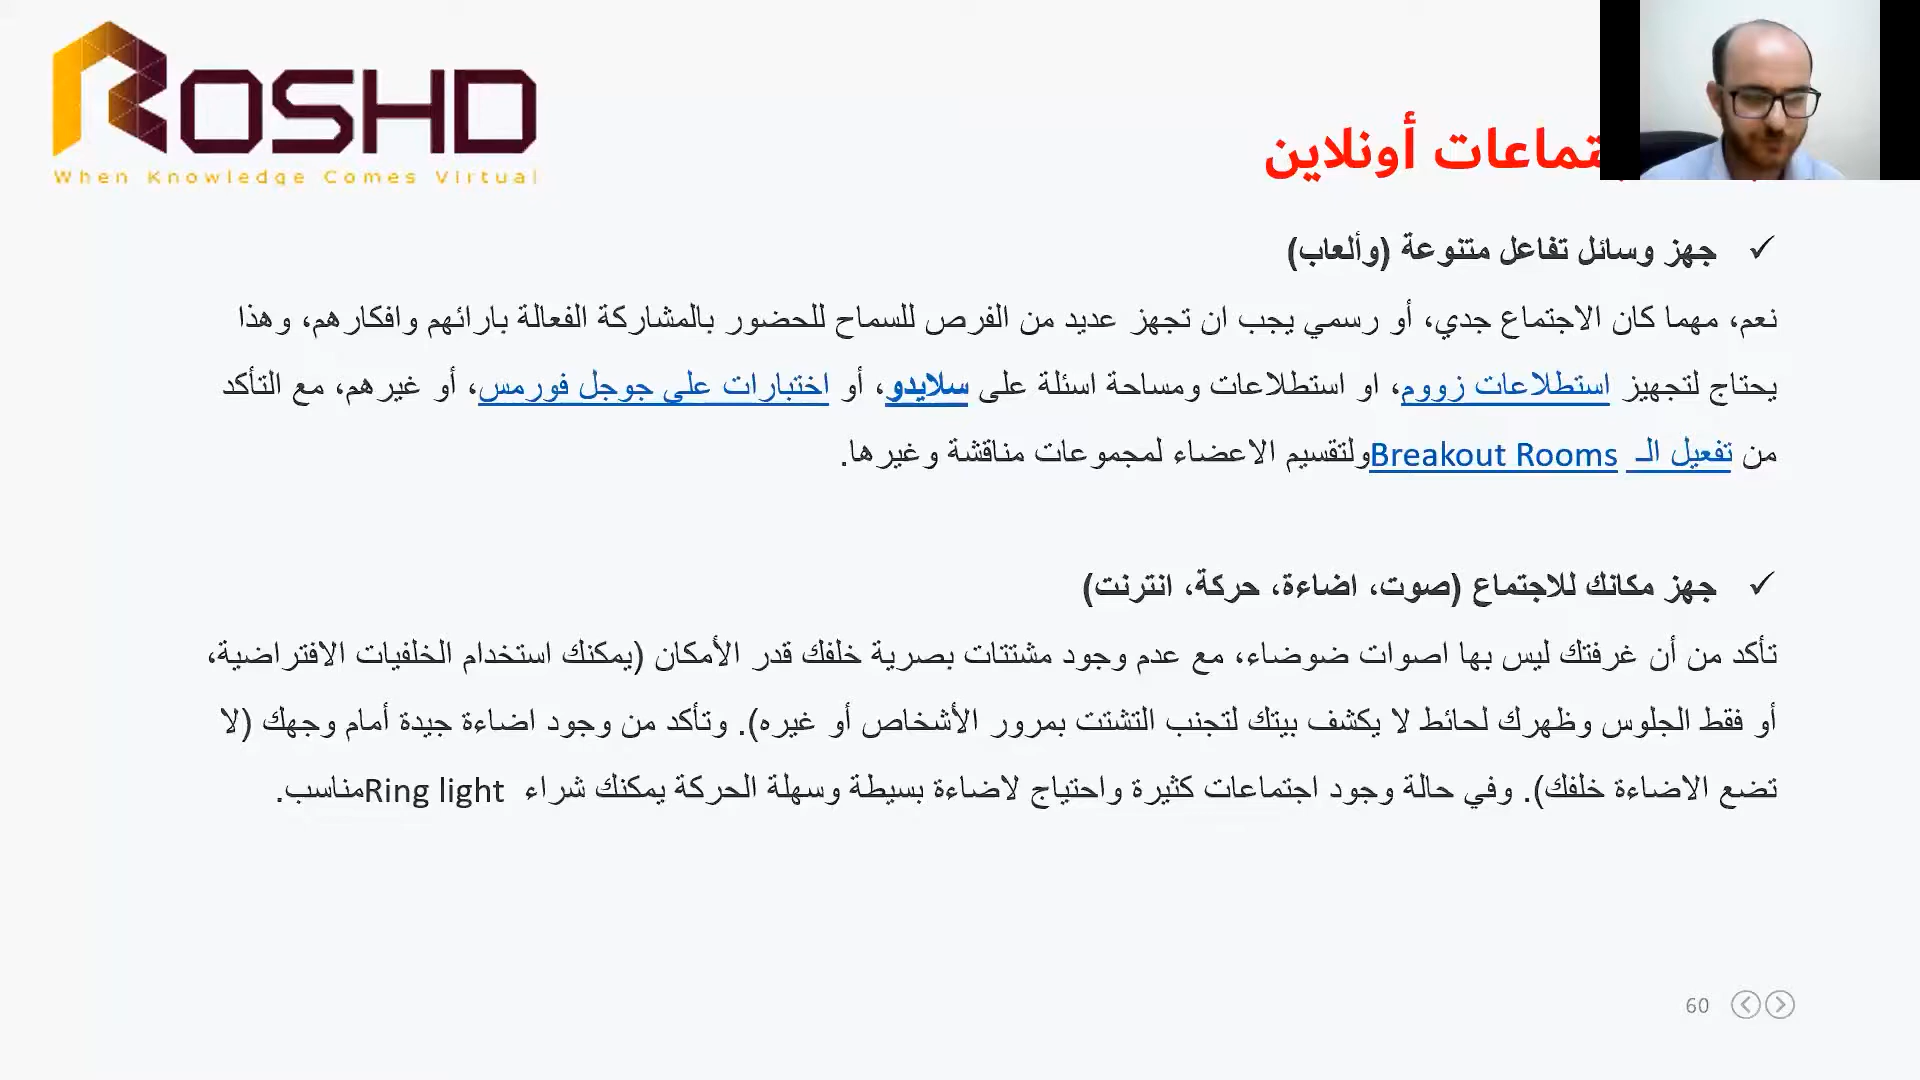 ROSHD
When Knowledge Comes Virtual
أونلاين
✓ جهز وسائل تفاعل متنوعة (وألعاب)
نعم، مهما كان الاجتماع جدي، أو رسمي يجب ان تجهز عديد من الفرص للسماح للحضور بالمشاركة الفعالة بارائهم وافكارهم، وهذا
يحتاج لتجهيز استطلاعات زووم، او استطلاعات ومساحة اسئلة على سلايدو، أو اختبارات على جوجل فورمس، أو غيرهم، مع التأكد
من تفعيل الـ Breakout Rooms ولتقسيم الاعضاء لمجموعات مناقشة وغيرها.
✓ جهز مكانك للاجتماع (صوت، اضاءة، حركة، انترنت)
تأكد من أن غرفتك ليس بها اصوات ضوضاء، مع عدم وجود مشتتات بصرية خلفك قدر الأمكان (يمكنك استخدام الخلفيات الافتراضية،
أو فقط الجلوس وظهرك لحائط لا يكشف بيتك لتجنب التشتت بمرور الأشخاص أو غيره). وتأكد من وجود اضاءة جيدة أمام وجهك (لا
تضع الاضاءة خلفك). وفي حالة وجود اجتماعات كثيرة واحتياج لاضاءة بسيطة وسهلة الحركة يمكنك شراء Ring light مناسب.
60